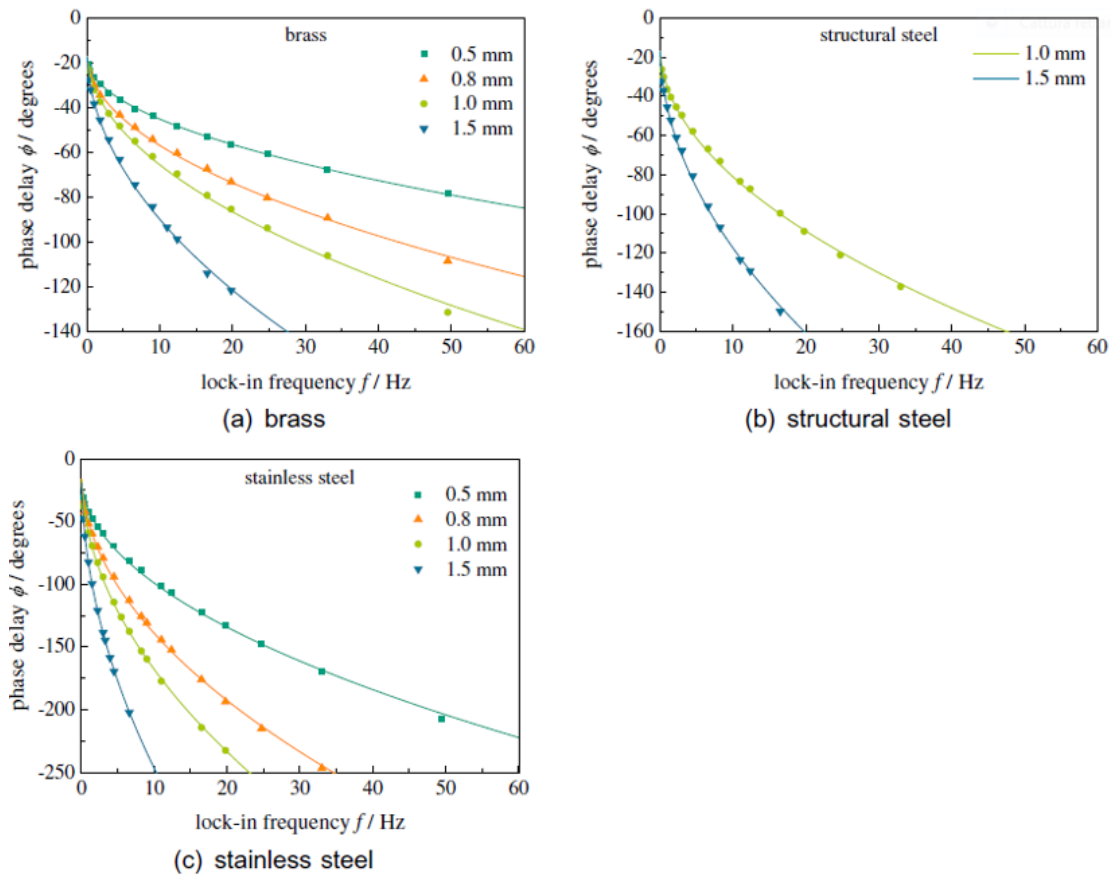 brass
0.5 mm
0.8 mm
1.0 mm
1.5 mm
0
-20
-40
-60
-80
-100
-120
-140
phase delay ϕ / degrees
0 10 20 30 40 50 60
lock-in frequency f / Hz
(a) brass
structural steel
1.0 mm
1.5 mm
0
-20
-40
-60
-80
-100
-120
-140
-160
phase delay ϕ / degrees
0 10 20 30 40 50 60
lock-in frequency f / Hz
(b) structural steel
stainless steel
0.5 mm
0.8 mm
1.0 mm
1.5 mm
0
-50
-100
-150
-200
-250
phase delay ϕ / degrees
0 10 20 30 40 50 60
lock-in frequency f / Hz
(c) stainless steel